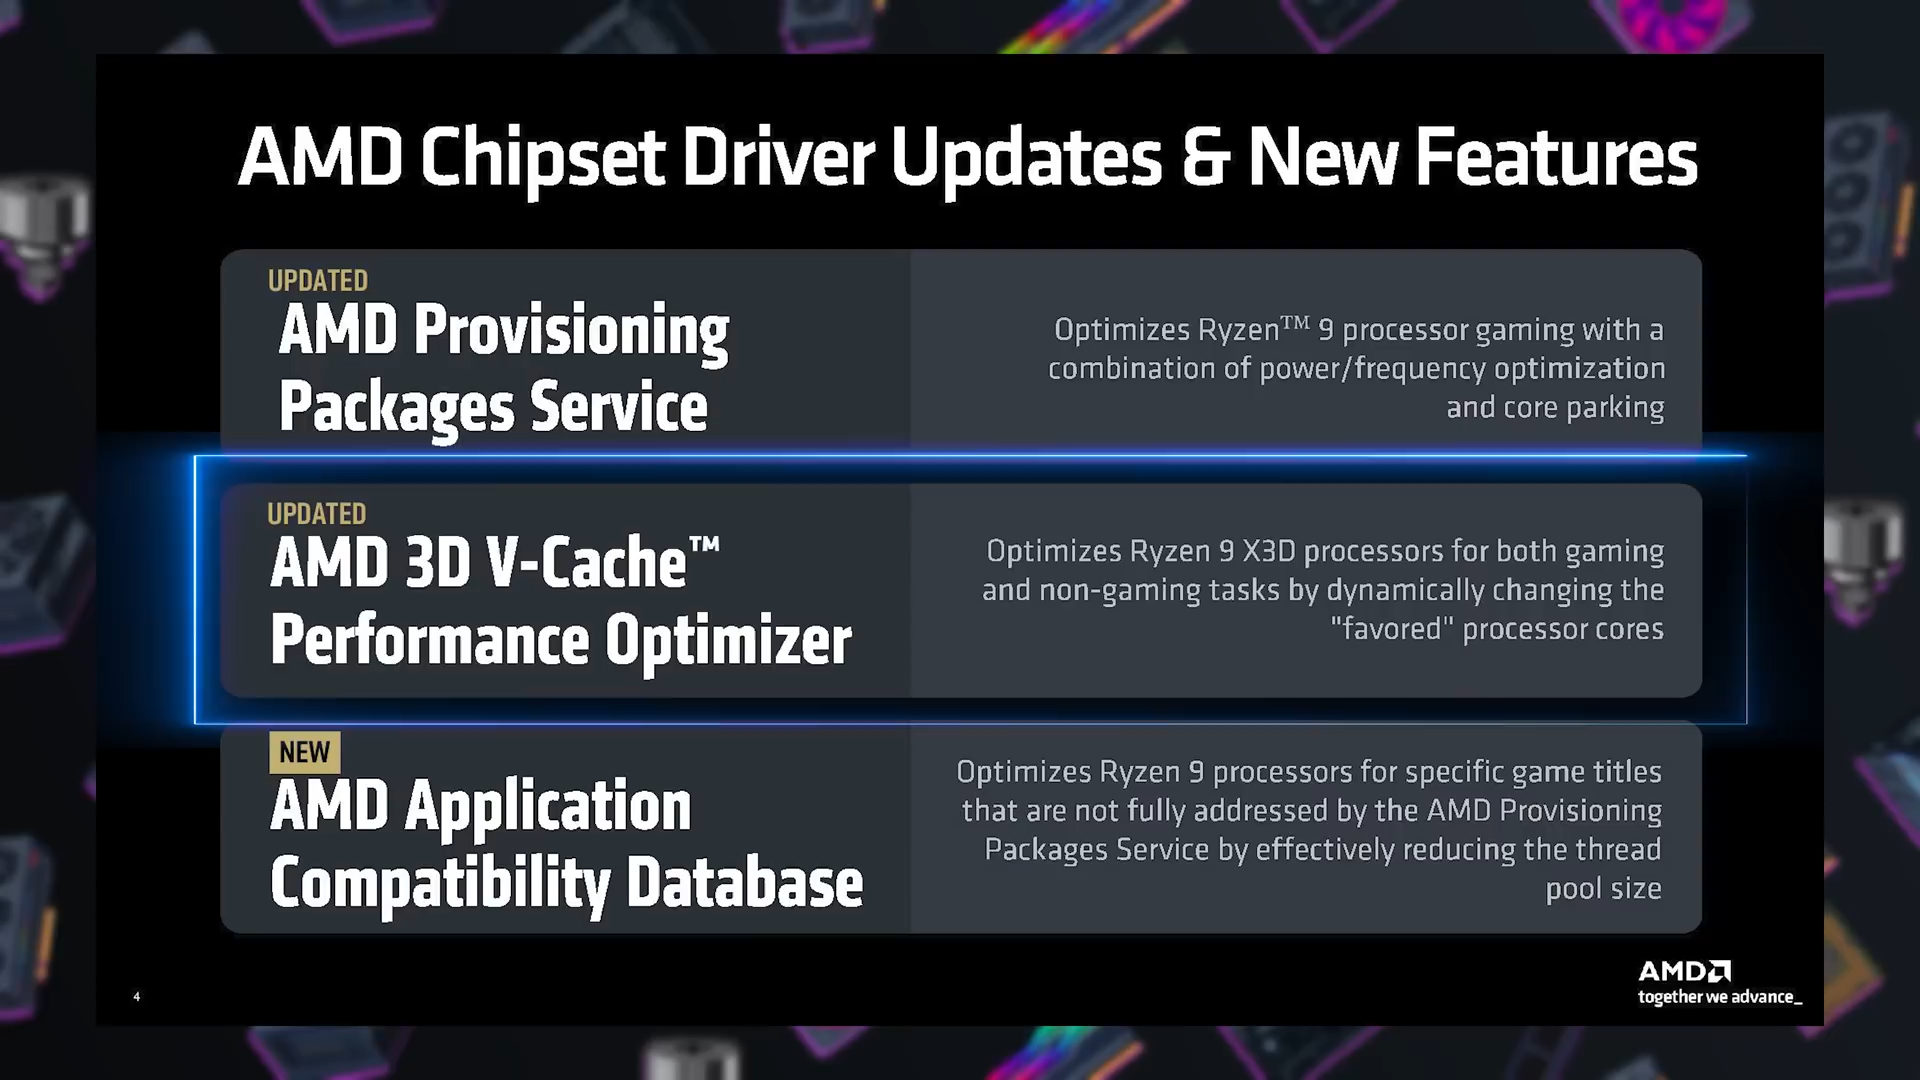 AMD Chipset Driver Updates & New Features
UPDATED
AMD Provisioning
Packages Service
Optimizes Ryzen™ 9 processor gaming with a
combination of power/frequency optimization
and core parking
UPDATED
AMD 3D V-Cache™
Performance Optimizer
Optimizes Ryzen 9 X3D processors for both gaming
and non-gaming tasks by dynamically changing the
"favored" processor cores
NEW
AMD Application
Compatibility Database
Optimizes Ryzen 9 processors for specific game titles
that are not fully addressed by the AMD Provisioning
Packages Service by effectively reducing the thread
pool size
4
AMD
together we advance_